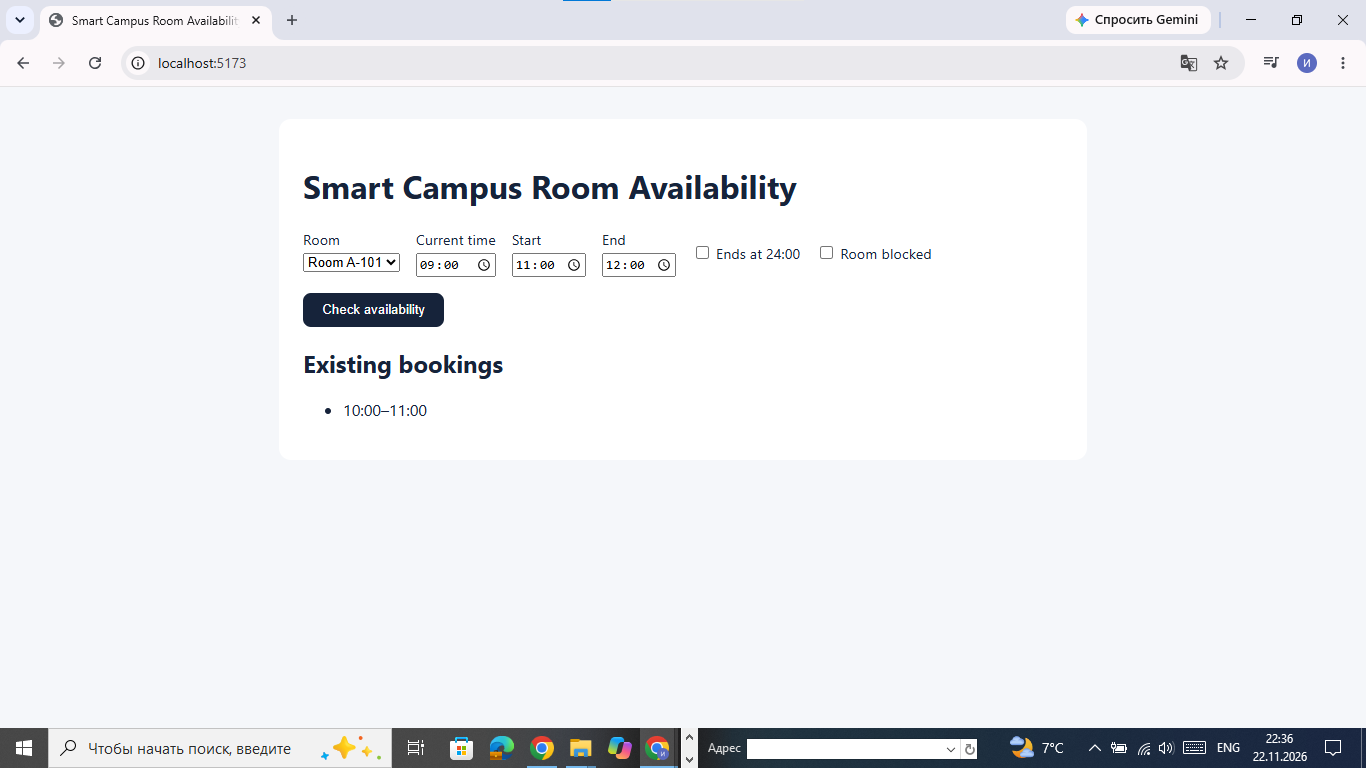 Smart Campus Room Availabilit
Спросить Gemini
localhost:5173
И
Smart Campus Room Availability
Room
Current time
Start
End
Room A-101
09:00
11:00
12:00
Ends at 24:00
Room blocked
Check availability
Existing bookings
10:00–11:00
Чтобы начать поиск, введите
Адрес
7°C
ENG
22:36
22.11.2026